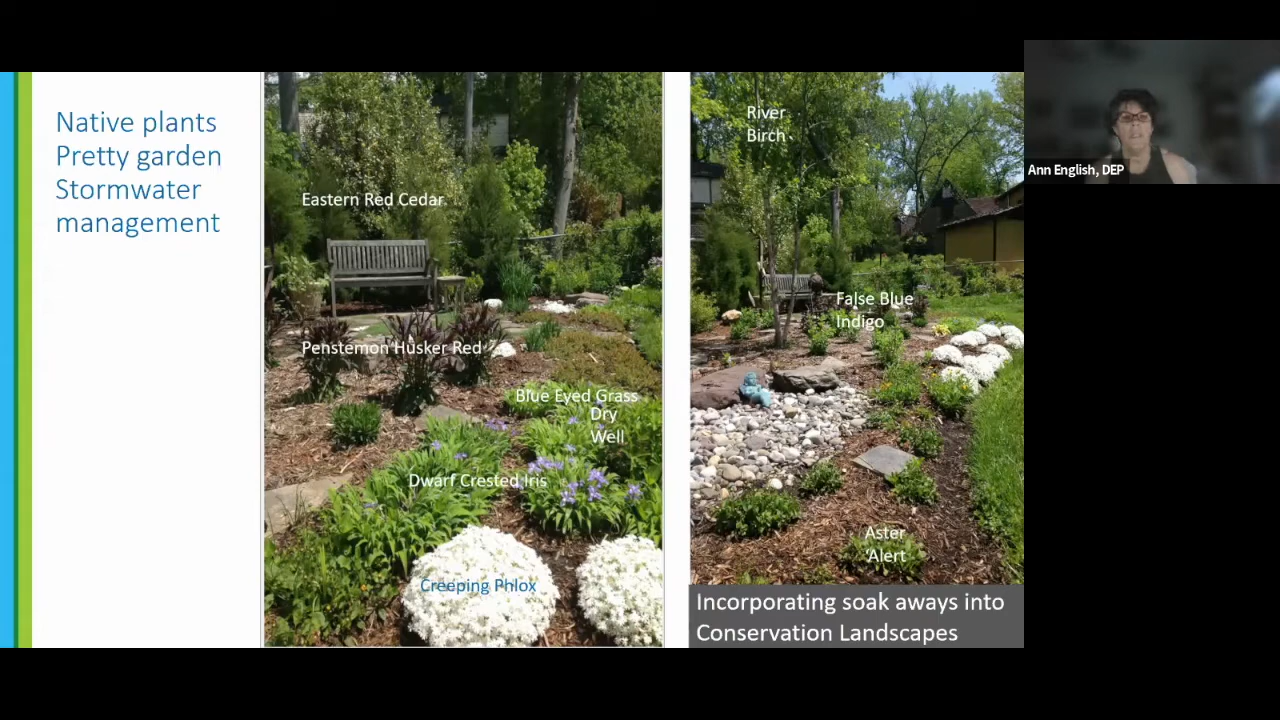 Native plants
Pretty garden
Stormwater
management
Eastern Red Cedar
Penstemon Husker Red
Blue Eyed Grass
Dry
Well
Dwarf Crested Iris
Creeping Phlox
River
Birch
False Blue
Indigo
Aster
'Alert
Incorporating soak aways into
Conservation Landscapes
Ann English, DEP